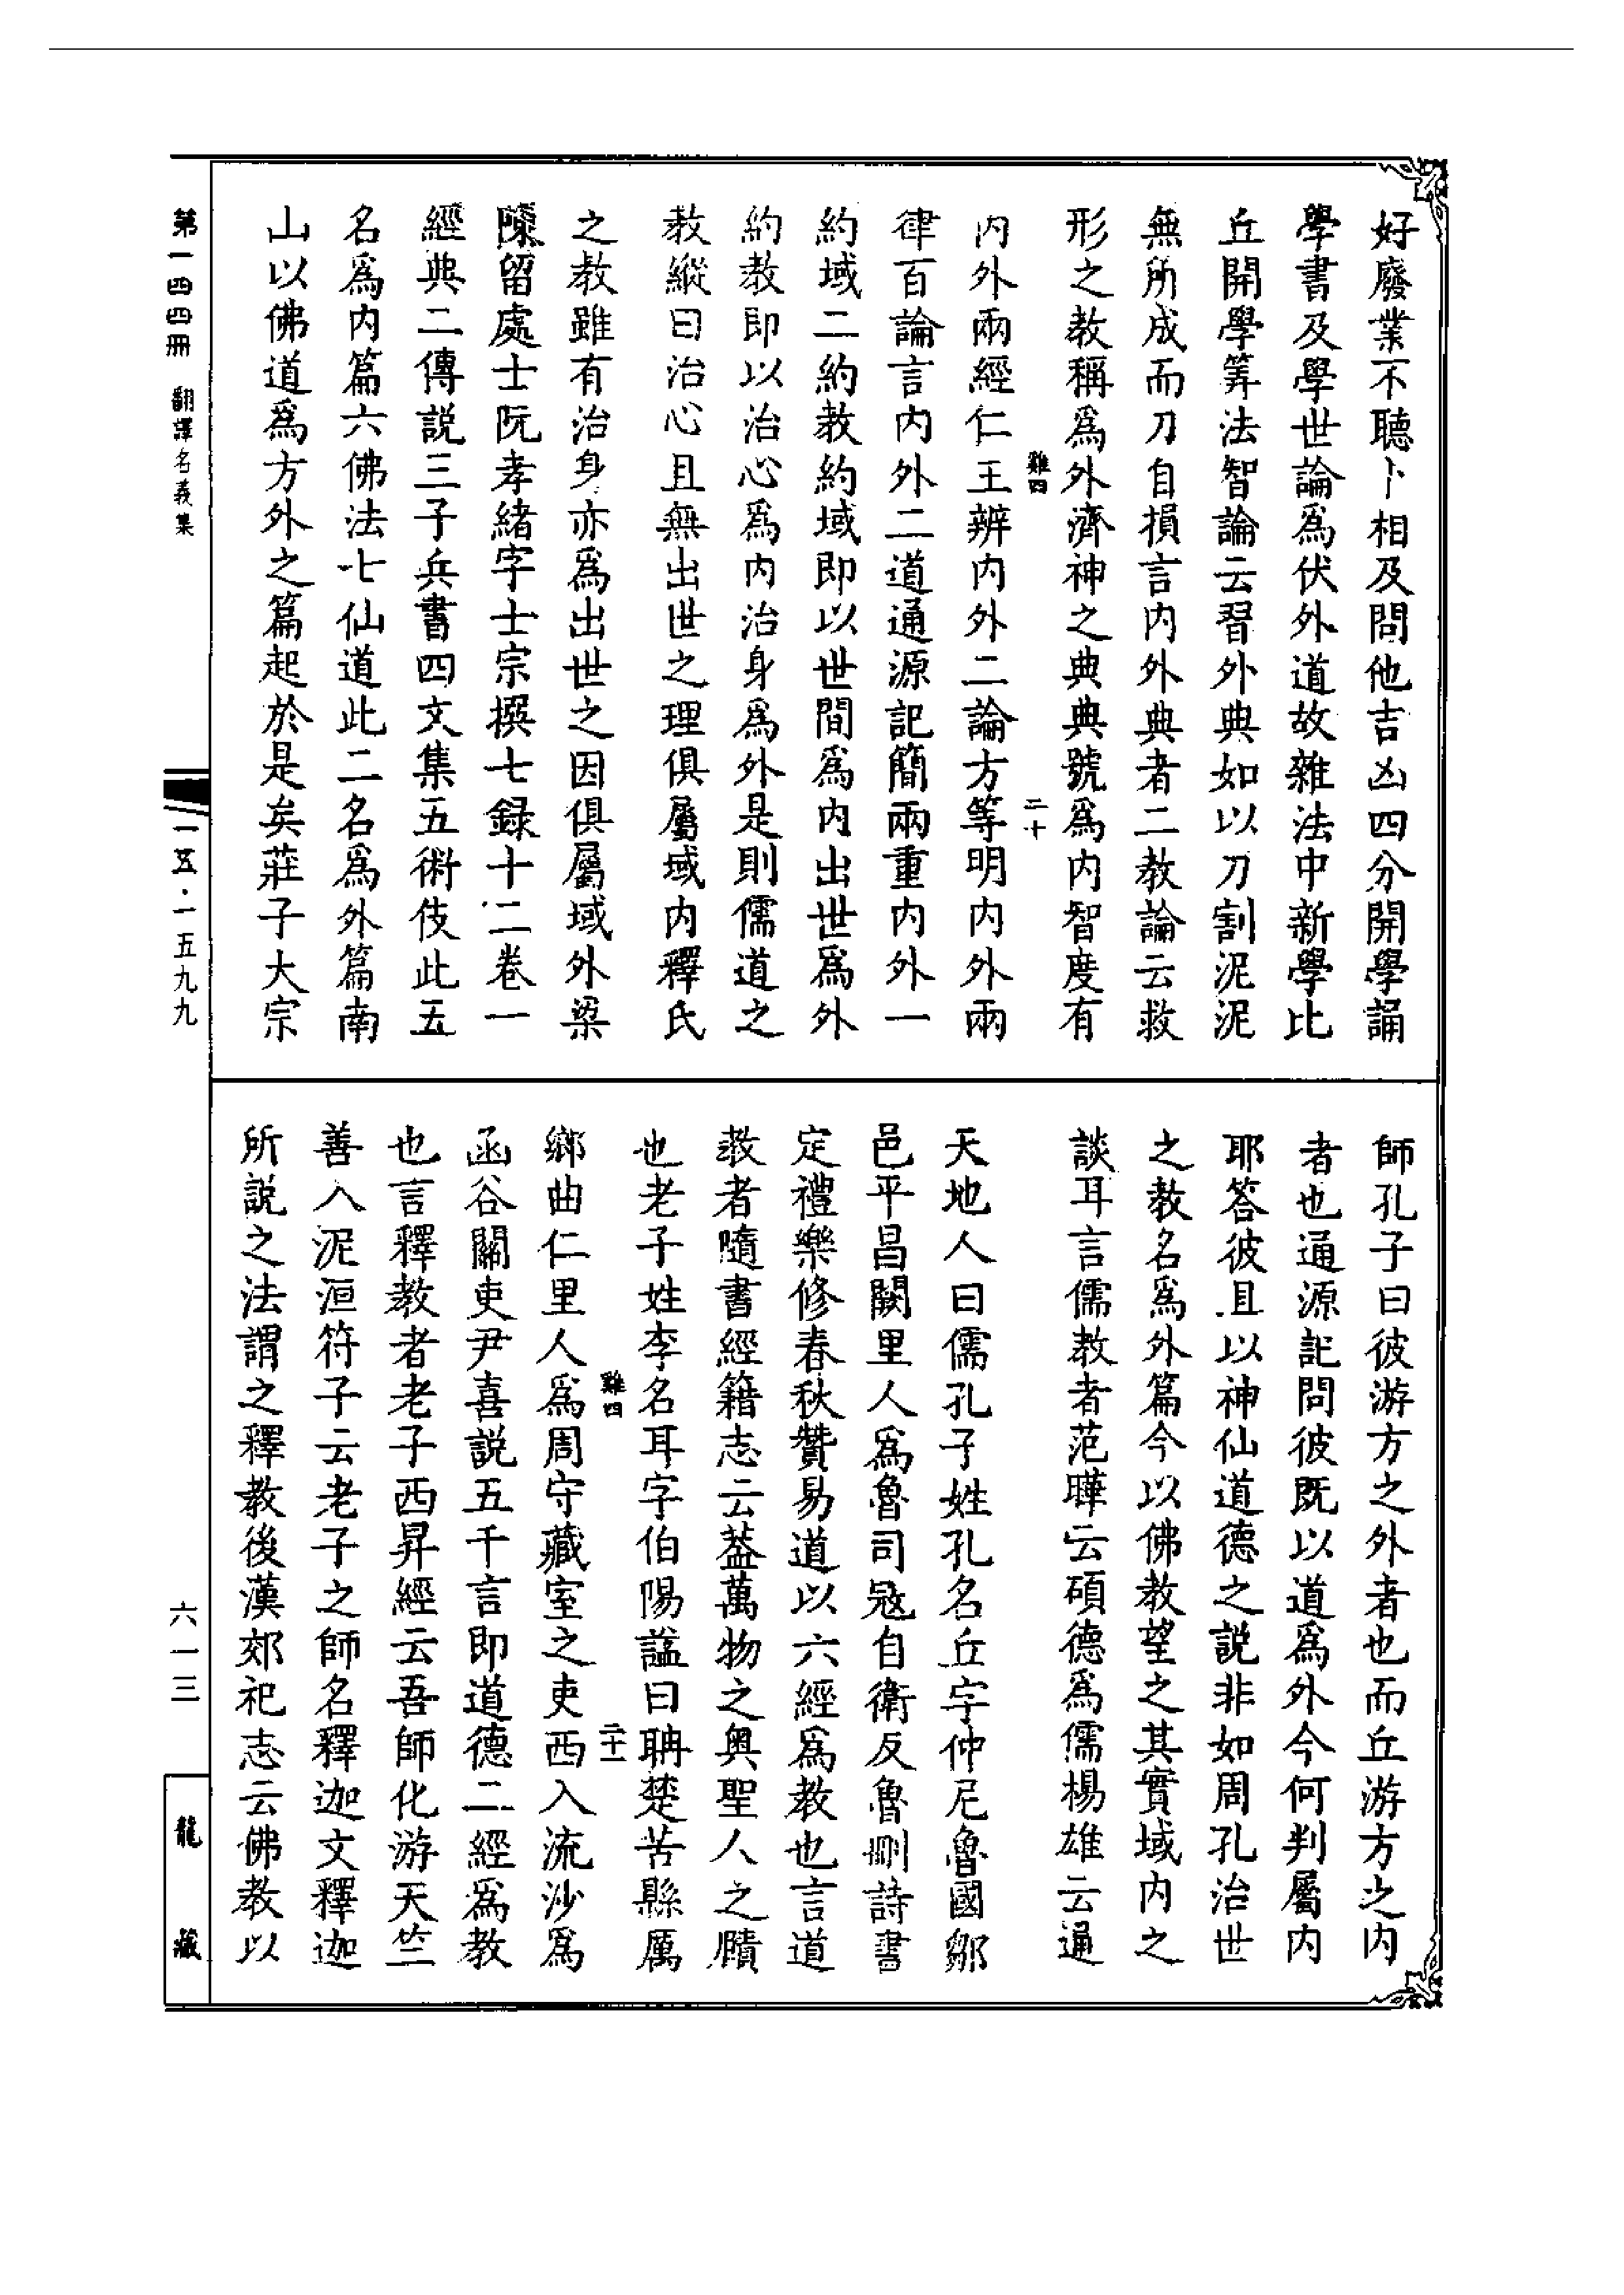 好廢業不聽卜相及問他吉凶四分開學誦
學書及學世論爲伏外道故雜法中新學比
丘開學筭法智論云習外典如以刀割泥泥
無所成而刀自損言內外典者二教論云救
形之教稱爲外濟神之典典號爲內智度有
雞四
二十
內外兩經仁王辨內外二論方等明內外兩
律百論言內外二道通源記簡兩重內外一
約域二約教約域即以世間爲內出世爲外
約教即以治心爲內治身爲外是則儒道之
教縱曰治心且無出世之理俱屬域內釋氏
之教雖有治身亦爲出世之因俱屬域外梁
陳留處士阮孝緒字士宗撰七録十二卷一
經典二傳説三子兵書四文集五術伎此五
名爲內篇六佛法七仙道此二名爲外篇南
山以佛道爲方外之篇起於是矣莊子大宗
師孔子曰彼游方之外者也而丘游方之內
者也通源記問彼既以道爲外今何判屬內
耶答彼且以神仙道德之説非如周孔治世
之教名爲外篇今以佛教望之其實域內之
談耳言儒教者范曄云碩德爲儒楊雄云通
天地人曰儒孔子姓孔名丘字仲尼魯國鄹
邑平昌闕里人爲魯司寇自衛反魯刪詩書
定禮樂修春秋贊易道以六經爲教也言道
教者隨書經籍志云葢萬物之奥聖人之賾
也老子姓李名耳字伯陽謚曰聃楚苦縣厲
雞四
二十一
鄉曲仁里人爲周守藏室之吏西入流沙爲
函谷關吏尹喜説五千言即道德二經爲教
也言釋教者老子西昇經云吾師化游天竺
善入泥洹符子云老子之師名釋迦文釋迦
所説之法謂之釋教後漢郊祀志云佛教以
第一四四冊 翻譯名義集
一五五·一五九九
六一三
龍藏